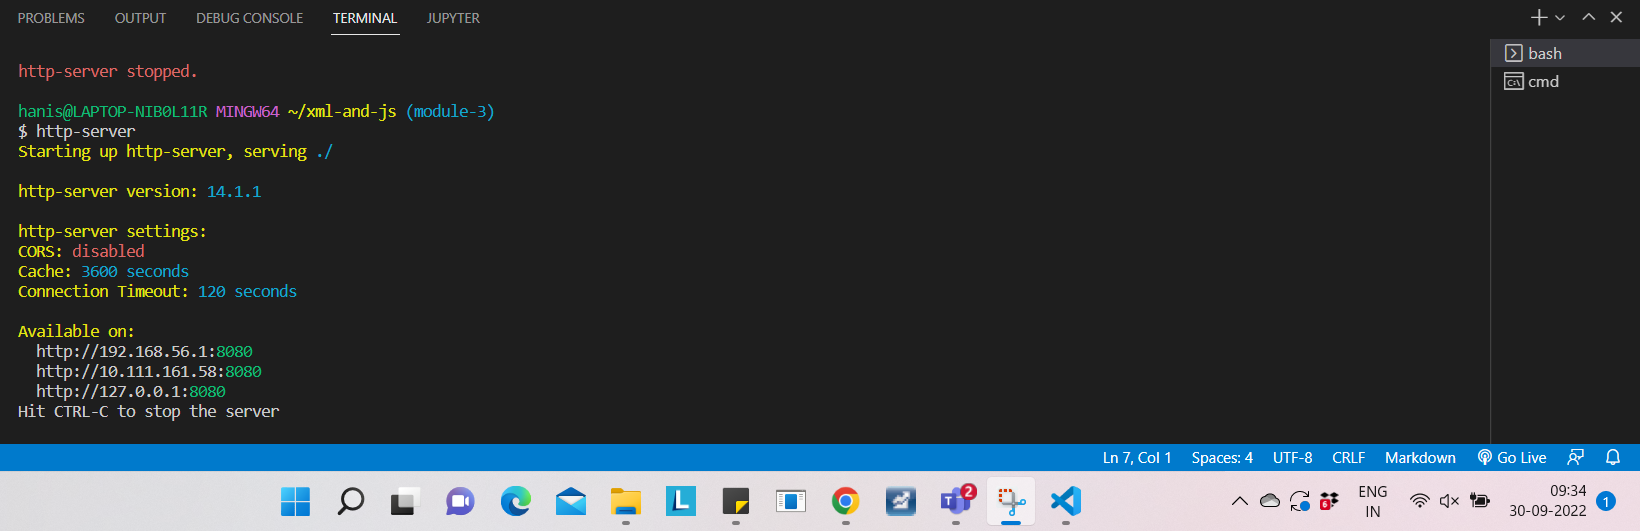 PROBLEMS OUTPUT DEBUG CONSOLE TERMINAL JUPYTER
bash
cmd
http-server stopped.
hanis@LAPTOP-NIB0L11R MINGW64 ~/xml-and-js (module-3)
$ http-server
Starting up http-server, serving ./
http-server version: 14.1.1
http-server settings:
CORS: disabled
Cache: 3600 seconds
Connection Timeout: 120 seconds
Available on:
http://192.168.56.1:8080
http://10.111.161.58:8080
http://127.0.0.1:8080
Hit CTRL-C to stop the server
Ln 7, Col 1 Spaces: 4 UTF-8 CRLF Markdown Go Live
L
T
2
6
ENG
IN
09:34
30-09-2022
1